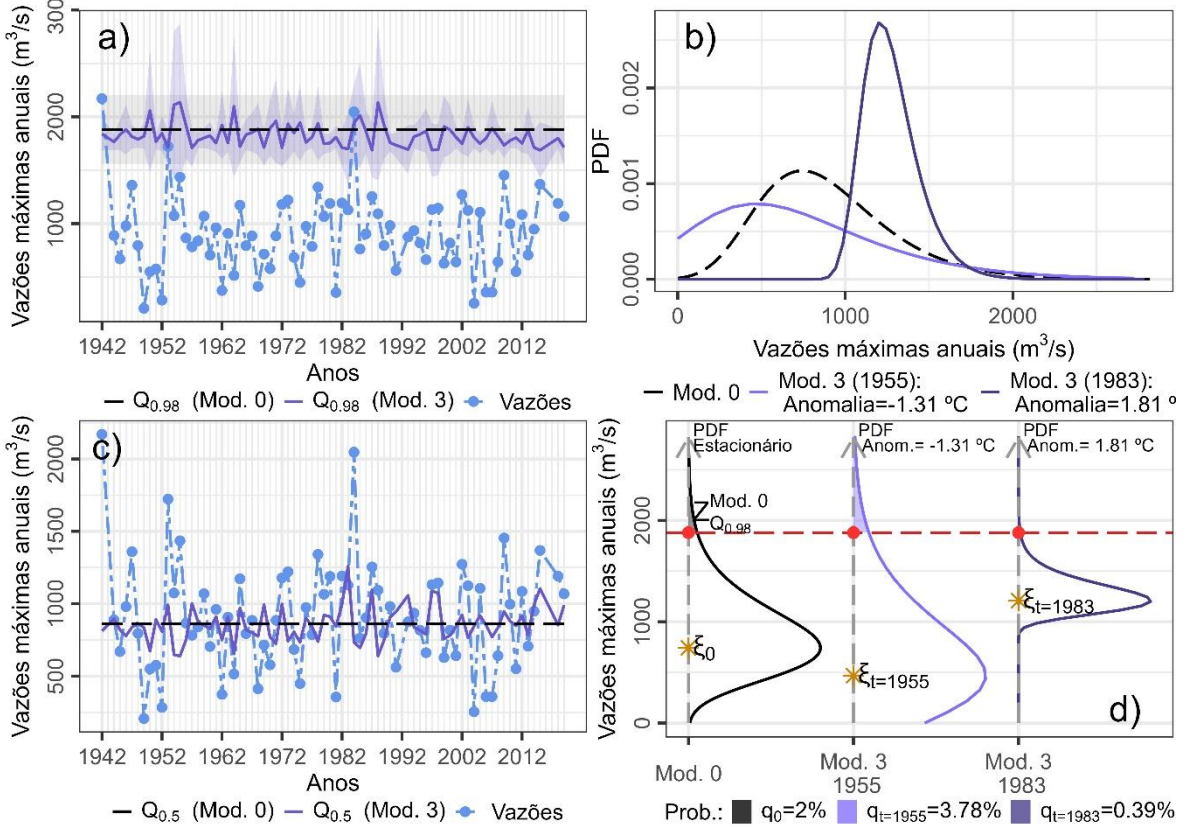 a)
Vazões máximas anuais (m³/s)
300
2000
1000
1942 1952 1962 1972 1982 1992 2002 2012
Anos
Q0.98 (Mod. 0) Q0.98 (Mod. 3) Vazões
b)
PDF
0.002
0.001
0.000
0 1000 2000
Vazões máximas anuais (m³/s)
Mod. 0 Mod. 3 (1955): Mod. 3 (1983):
Anomalia=-1.31 ºC Anomalia=1.81 º
c)
Vazões máximas anuais (m³/s)
2000
1500
1000
500
1942 1952 1962 1972 1982 1992 2002 2012
Anos
Q0.5 (Mod. 0) Q0.5 (Mod. 3) Vazões
d)
Vazões máximas anuais (m³/s)
2000
1000
0
PDF PDF PDF
Estacionário Anom.= -1.31 ºC Anom.= 1.81 ºC
Mod. 0
Q0.98
ξ0
ξt=1955
ξt=1983
Mod. 0 Mod. 3 Mod. 3
1955 1983
Prob.: q0=2% qt=1955=3.78% qt=1983=0.39%